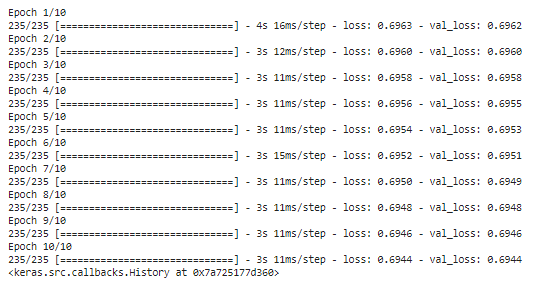 Epoch 1/10
235/235 [==============================] - 4s 16ms/step - loss: 0.6963 - val_loss: 0.6962
Epoch 2/10
235/235 [==============================] - 3s 12ms/step - loss: 0.6960 - val_loss: 0.6960
Epoch 3/10
235/235 [==============================] - 3s 11ms/step - loss: 0.6958 - val_loss: 0.6958
Epoch 4/10
235/235 [==============================] - 3s 11ms/step - loss: 0.6956 - val_loss: 0.6955
Epoch 5/10
235/235 [==============================] - 3s 11ms/step - loss: 0.6954 - val_loss: 0.6953
Epoch 6/10
235/235 [==============================] - 3s 15ms/step - loss: 0.6952 - val_loss: 0.6951
Epoch 7/10
235/235 [==============================] - 3s 11ms/step - loss: 0.6950 - val_loss: 0.6949
Epoch 8/10
235/235 [==============================] - 3s 11ms/step - loss: 0.6948 - val_loss: 0.6948
Epoch 9/10
235/235 [==============================] - 3s 11ms/step - loss: 0.6946 - val_loss: 0.6946
Epoch 10/10
235/235 [==============================] - 3s 11ms/step - loss: 0.6944 - val_loss: 0.6944
<keras.src.callbacks.History at 0x7a725177d360>